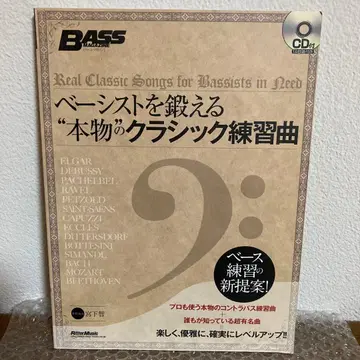 BASS
MAGAZINE
CD付
Real Classic Songs for Bassists in Need
ベーシストを鍛える
“本物”のクラシック練習曲
ELGAR
DEBUSSY
PACHELBEL
RAVEL
PETZOLD
SAINT-SAËNS
CAPUZZI
ECCLES
DITTERSDORF
BOTTESINI
SIMANDL
BACH
MOZART
BEETHOVEN
ベース
練習の
新提案!
宮下智
プロも使う本物のコントラバス練習曲
誰もが知っている超有名曲
楽しく、優雅に、確実にレベルアップ!!
RittorMusic